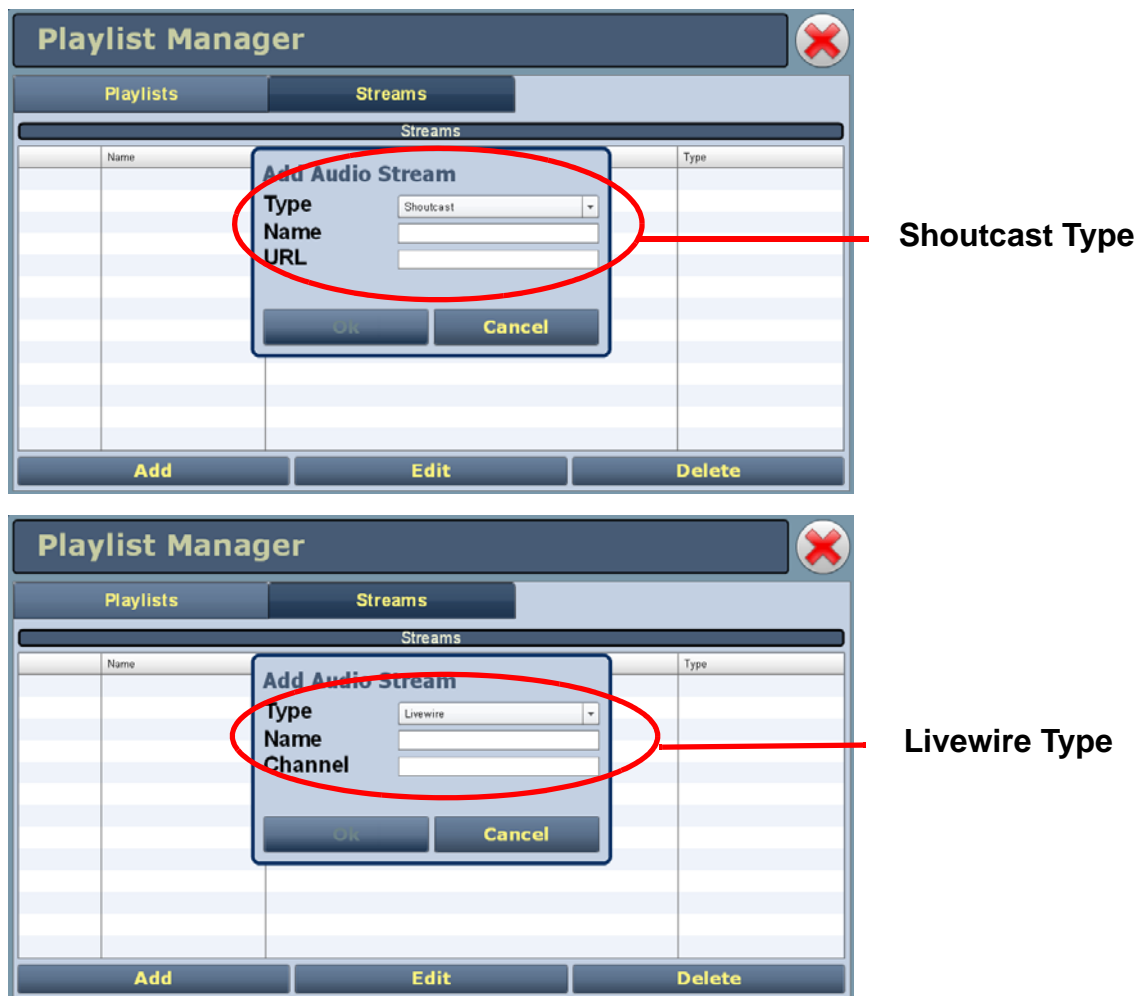 Playlist Manager
Playlists Streams
Streams
Name Type
Add Audio Stream
Type Shoutcast
Name
URL
Ok Cancel
Add Edit Delete
Shoutcast Type
Playlist Manager
Playlists Streams
Streams
Name Type
Add Audio Stream
Type Livewire
Name
Channel
Ok Cancel
Add Edit Delete
Livewire Type